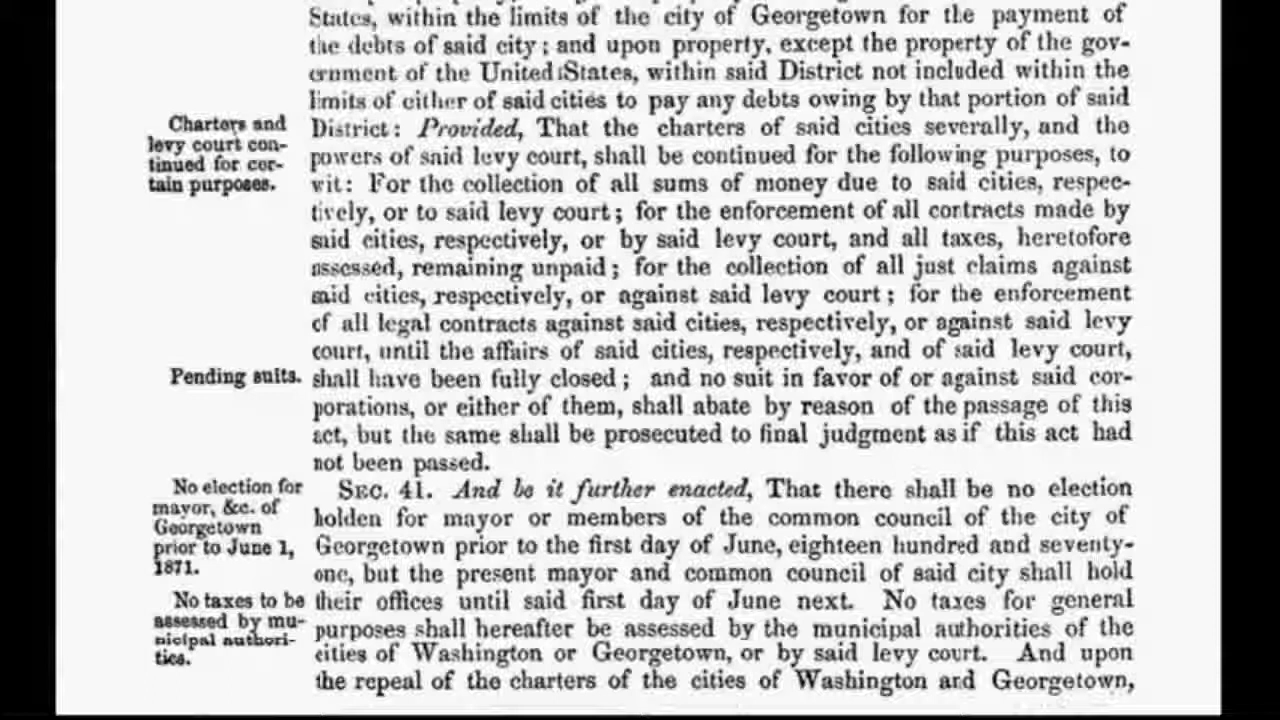 States, within the limits of the city of Georgetown for the payment of
the debts of said city; and upon property, except the property of the gov-
ernment of the United States, within said District not included within the
limits of either of said cities to pay any debts owing by that portion of said
Charters and
levy court con-
tinued for cer-
tain purposes.
District: Provided, That the charters of said cities severally, and the
powers of said levy court, shall be continued for the following purposes, to
wit: For the collection of all sums of money due to said cities, respec-
tively, or to said levy court; for the enforcement of all contracts made by
said cities, respectively, or by said levy court, and all taxes, heretofore
assessed, remaining unpaid; for the collection of all just claims against
said cities, respectively, or against said levy court; for the enforcement
of all legal contracts against said cities, respectively, or against said levy
court, until the affairs of said cities, respectively, and of said levy court,
Pending suits.
shall have been fully closed; and no suit in favor of or against said cor-
porations, or either of them, shall abate by reason of the passage of this
act, but the same shall be prosecuted to final judgment as if this act had
not been passed.
No election for
mayor, &c. of
Georgetown
prior to June 1,
1871.
SEC. 41. And be it further enacted, That there shall be no election
holden for mayor or members of the common council of the city of
Georgetown prior to the first day of June, eighteen hundred and seventy-
one, but the present mayor and common council of said city shall hold
No taxes to be
assessed by mu-
nicipal authori-
ties.
their offices until said first day of June next. No taxes for general
purposes shall hereafter be assessed by the municipal authorities of the
cities of Washington or Georgetown, or by said levy court. And upon
the repeal of the charters of the cities of Washington and Georgetown,